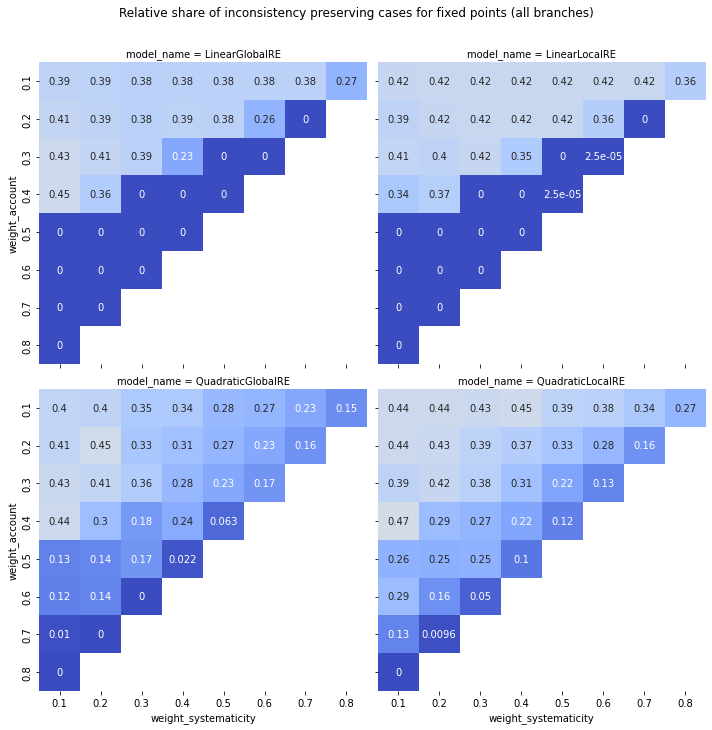 Relative share of inconsistency preserving cases for fixed points (all branches)
model_name = LinearGlobalRE
model_name = LinearLocalRE
weight_account
0.1 0.39 0.39 0.38 0.38 0.38 0.38 0.38 0.27
0.2 0.41 0.39 0.38 0.39 0.38 0.26 0
0.3 0.43 0.41 0.39 0.23 0 0
0.4 0.45 0.36 0 0 0
0.5 0 0 0 0
0.6 0 0 0
0.7 0 0
0.8 0
0.42 0.42 0.42 0.42 0.42 0.42 0.42 0.36
0.39 0.42 0.42 0.42 0.42 0.36 0
0.41 0.4 0.42 0.35 0 2.5e-05
0.34 0.37 0 0 2.5e-05
0 0 0 0
0 0 0
0 0
0
model_name = QuadraticGlobalRE
model_name = QuadraticLocalRE
weight_account
0.1 0.4 0.4 0.35 0.34 0.28 0.27 0.23 0.15
0.2 0.41 0.45 0.33 0.31 0.27 0.23 0.16
0.3 0.43 0.41 0.36 0.28 0.23 0.17
0.4 0.44 0.3 0.18 0.24 0.063
0.5 0.13 0.14 0.17 0.022
0.6 0.12 0.14 0
0.7 0.01 0
0.8 0
0.1 0.2 0.3 0.4 0.5 0.6 0.7 0.8
weight_systematicity
0.44 0.44 0.43 0.45 0.39 0.38 0.34 0.27
0.44 0.43 0.39 0.37 0.33 0.28 0.16
0.39 0.42 0.38 0.31 0.22 0.13
0.47 0.29 0.27 0.22 0.12
0.26 0.25 0.25 0.1
0.29 0.16 0.05
0.13 0.0096
0
0.1 0.2 0.3 0.4 0.5 0.6 0.7 0.8
weight_systematicity